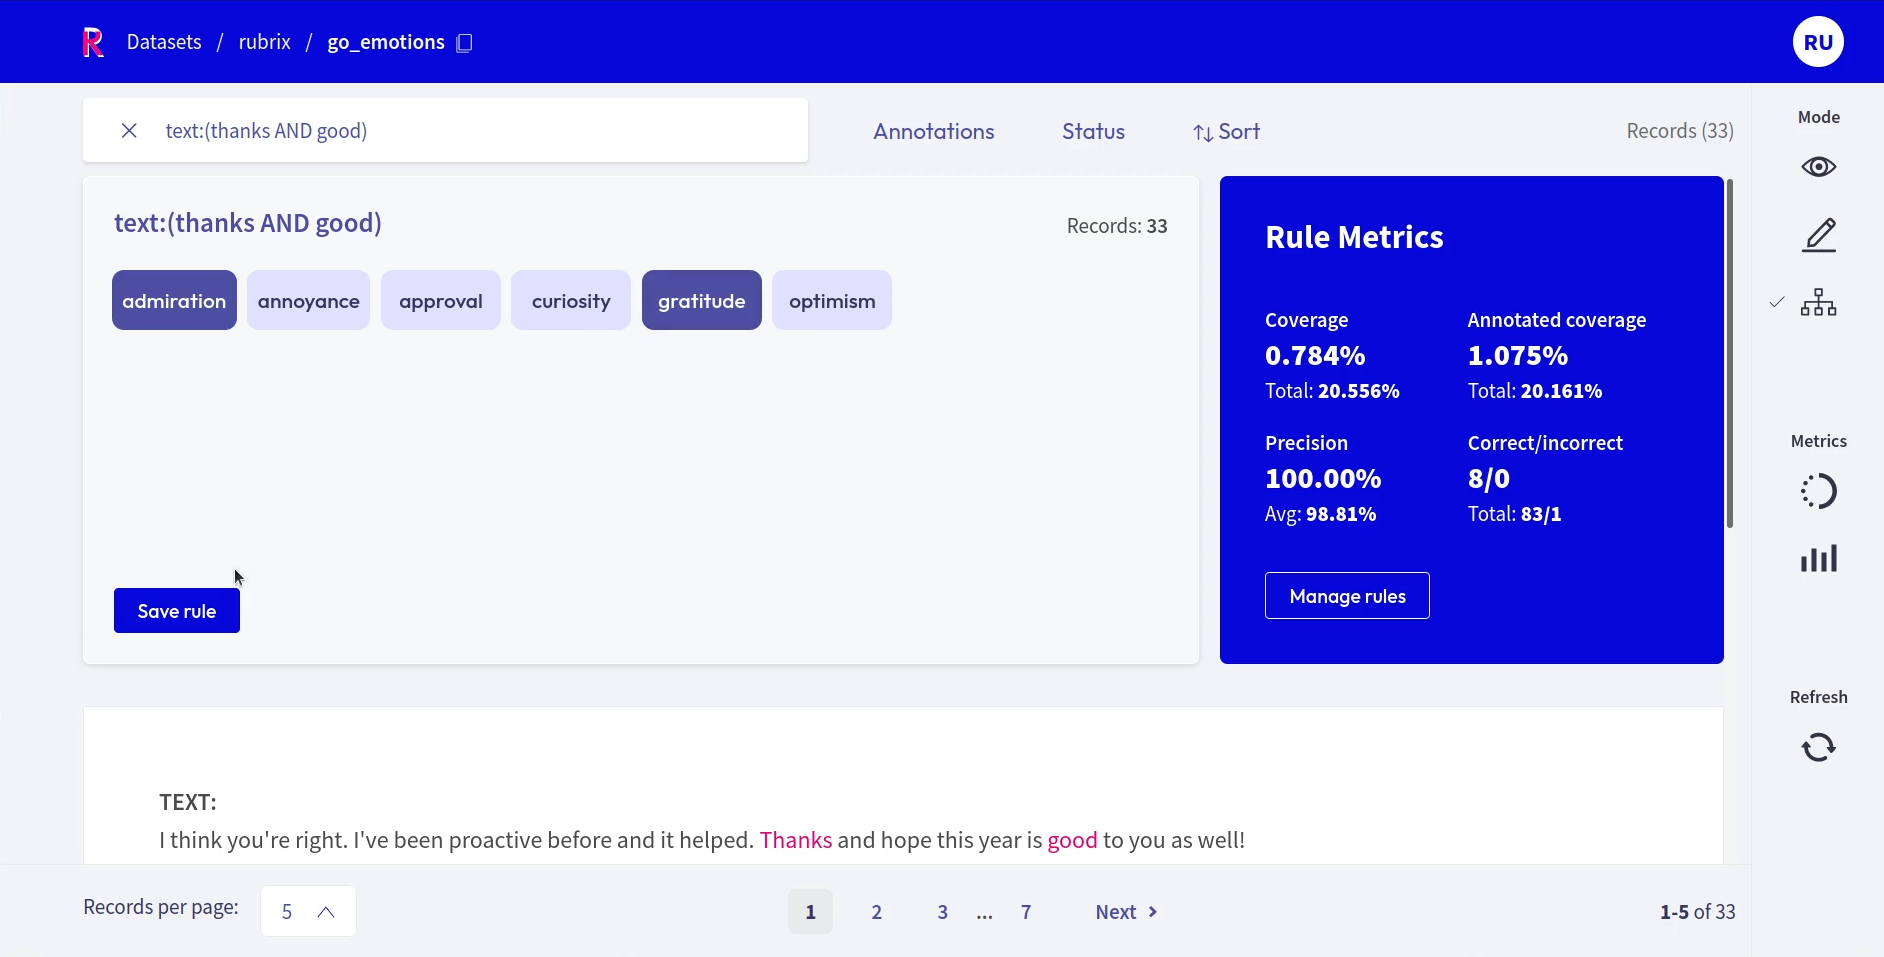 R Datasets / rubrix / go_emotions RU
text:(thanks AND good) Annotations Status Sort Records (33)
Mode
text:(thanks AND good) Records: 33
admiration annoyance approval curiosity gratitude optimism
Save rule
Rule Metrics
Coverage Annotated coverage
0.784% 1.075%
Total: 20.556% Total: 20.161%
Precision Correct/incorrect
100.00% 8/0
Avg: 98.81% Total: 83/1
Manage rules
Metrics
Refresh
TEXT:
I think you're right. I've been proactive before and it helped. Thanks and hope this year is good to you as well!
Records per page: 5 1 2 3 ... 7 Next 1-5 of 33